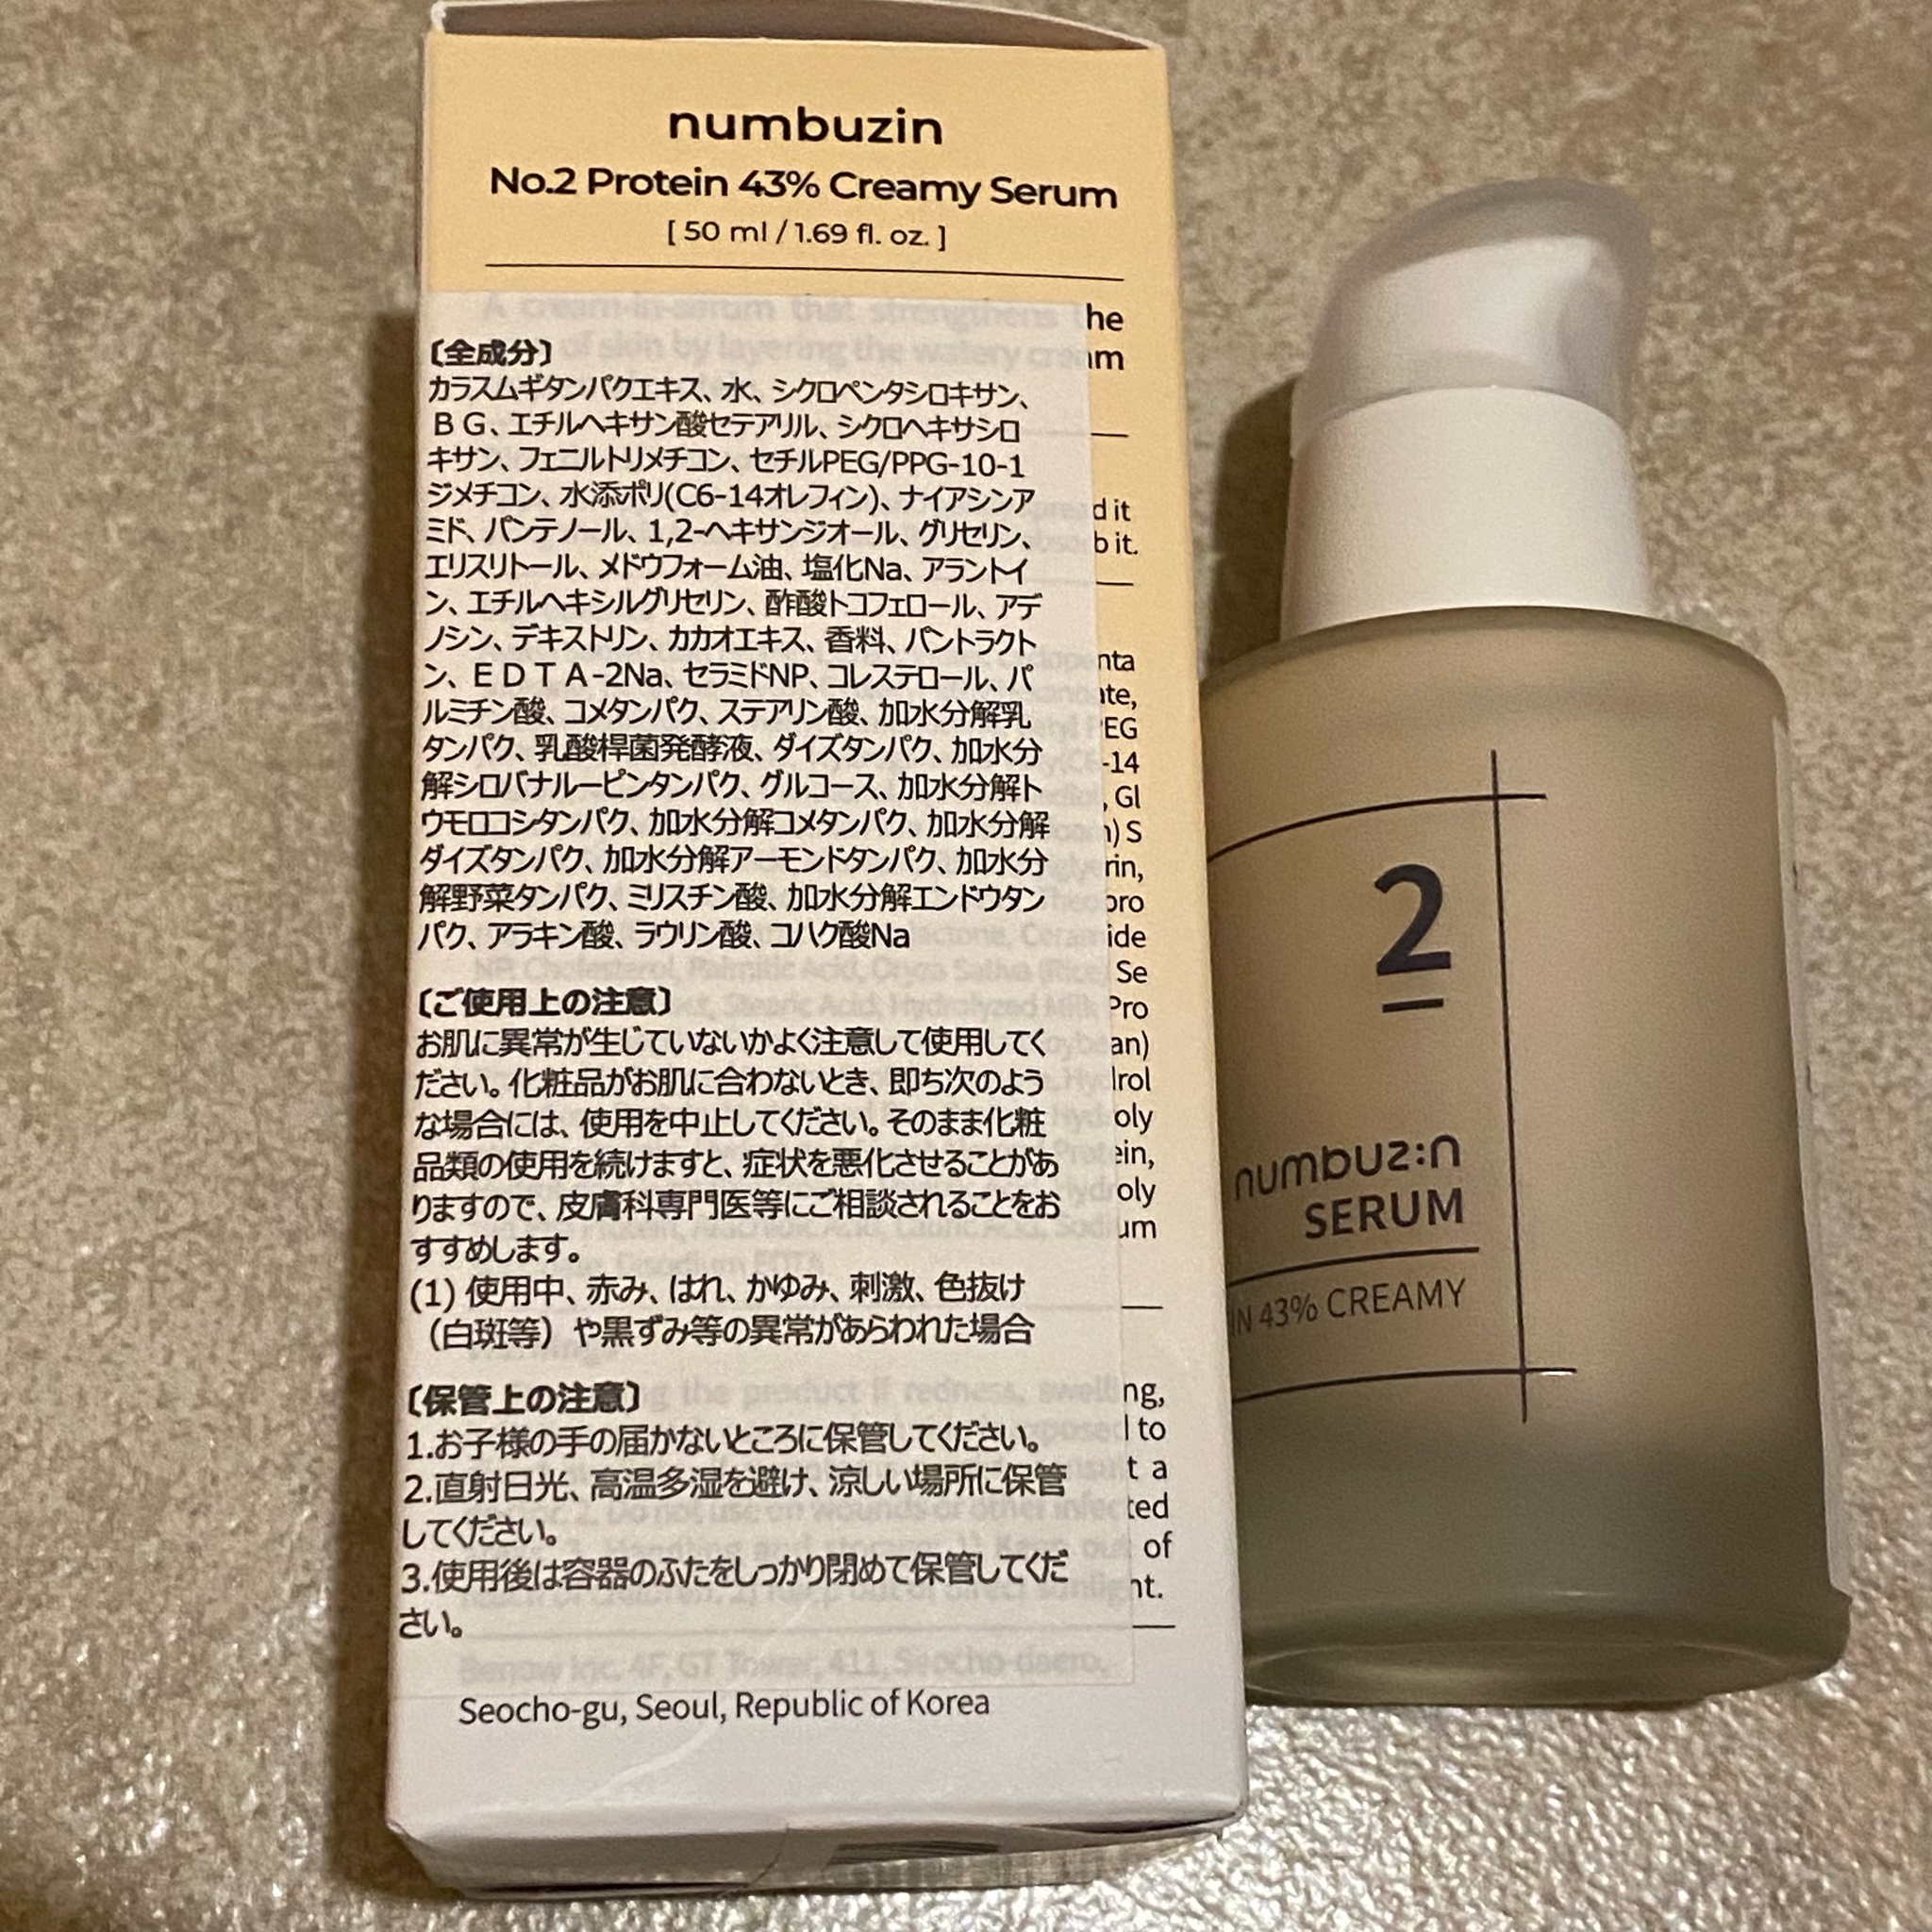 numbuzin
No.2 Protein 43% Creamy Serum
[ 50 ml / 1.69 fl. oz. ]
A cream-in-serum that strengthens the
of skin by layering the watery cream
〔全成分〕
カラスムギタンパクエキス、水、シクロペンタシロキサン、
ＢＧ、エチルヘキサン酸セテアリル、シクロヘキサシロ
キサン、フェニルトリメチコン、セチルPEG/PPG-10-1
ジメチコン、水添ポリ(C6-14オレフィン)、ナイアシンア
ミド、パンテノール、1,2-ヘキサンジオール、グリセリン、
エリスリトール、メドウフォーム油、塩化Na、アラントイ
ン、エチルヘキシルグリセリン、酢酸トコフェロール、アデ
ノシン、デキストリン、カカオエキス、香料、パントラクト
ン、ＥＤＴＡ-2Na、セラミドNP、コレステロール、パ
ルミチン酸、コメタンパク、ステアリン酸、加水分解乳
タンパク、乳酸桿菌発酵液、ダイズタンパク、加水分
解シロバナルーピンタンパク、グルコース、加水分解ト
ウモロコシタンパク、加水分解コメタンパク、加水分解
ダイズタンパク、加水分解アーモンドタンパク、加水分
解野菜タンパク、ミリスチン酸、加水分解エンドウタン
パク、アラキン酸、ラウリン酸、コハク酸Na
〔ご使用上の注意〕
お肌に異常が生じていないかよく注意して使用してく
ださい。化粧品がお肌に合わないとき、即ち次のよう
な場合には、使用を中止してください。そのまま化粧
品類の使用を続けますと、症状を悪化させることがあ
りますので、皮膚科専門医等にご相談されることをお
すすめします。
(1) 使用中、赤み、はれ、かゆみ、刺激、色抜け
（白斑等）や黒ずみ等の異常があらわれた場合
〔保管上の注意〕
1.お子様の手の届かないところに保管してください。
2.直射日光、高温多湿を避け、涼しい場所に保管
してください。
3.使用後は容器のふたをしっかり閉めて保管してくだ
さい。
Benow Inc. 4F, GT Tower, 411, Seocho-daero,
Seocho-gu, Seoul, Republic of Korea
2
numbuz:n
SERUM
IN 43% CREAMY